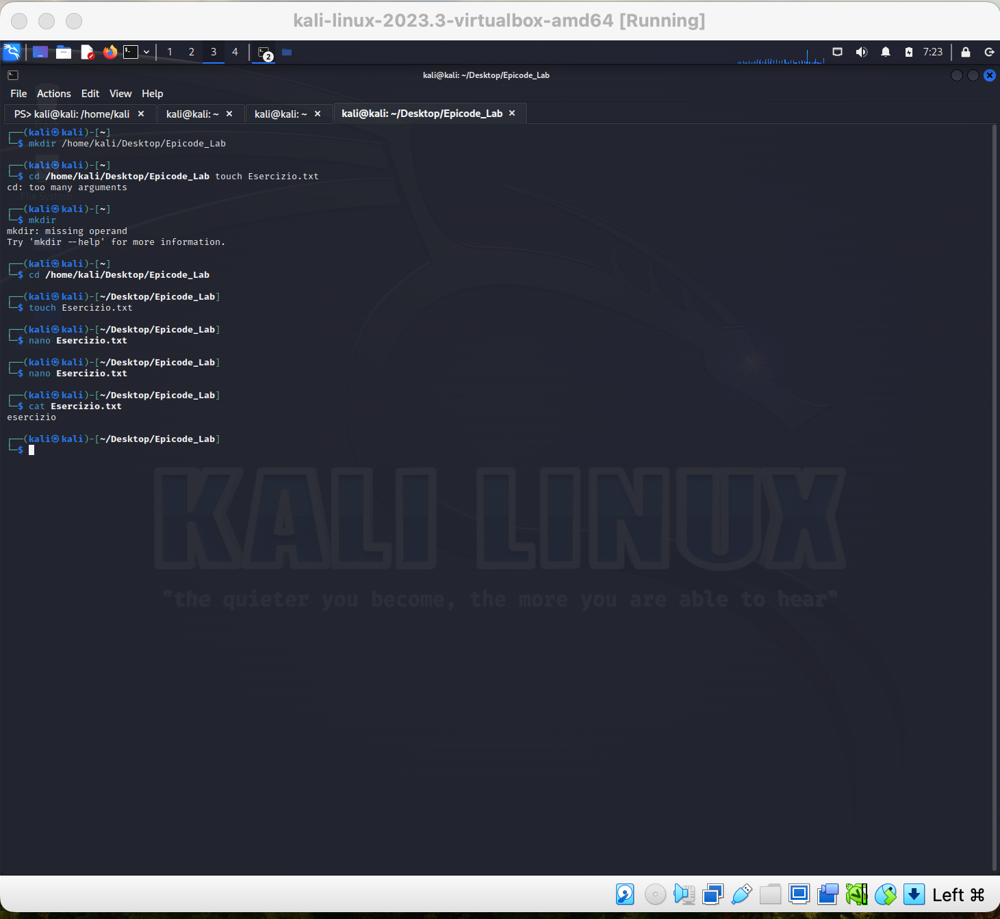 kali-linux-2023.3-virtualbox-amd64 [Running]
1 2 3 4 2 7:23
kali@kali: ~/Desktop/Epicode_Lab
File Actions Edit View Help
PS> kali@kali: /home/kali × kali@kali: ~ × kali@kali: ~ × kali@kali: ~/Desktop/Epicode_Lab ×
┌──(kali㉿kali)-[~]
└─$ mkdir /home/kali/Desktop/Epicode_Lab
┌──(kali㉿kali)-[~]
└─$ cd /home/kali/Desktop/Epicode_Lab touch Esercizio.txt
cd: too many arguments
File System
┌──(kali㉿kali)-[~]
└─$ mkdir
mkdir: missing operand
Try 'mkdir --help' for more information.
┌──(kali㉿kali)-[~]
└─$ cd /home/kali/Desktop/Epicode_Lab
┌──(kali㉿kali)-[~/Desktop/Epicode_Lab]
└─$ touch Esercizio.txt
┌──(kali㉿kali)-[~/Desktop/Epicode_Lab]
└─$ nano Esercizio.txt
┌──(kali㉿kali)-[~/Desktop/Epicode_Lab]
└─$ nano Esercizio.txt
┌──(kali㉿kali)-[~/Desktop/Epicode_Lab]
└─$ cat Esercizio.txt
esercizio
┌──(kali㉿kali)-[~/Desktop/Epicode_Lab]
└─$
KALI LINUX
"the quieter you become, the more you are able to hear"
Left ⌘